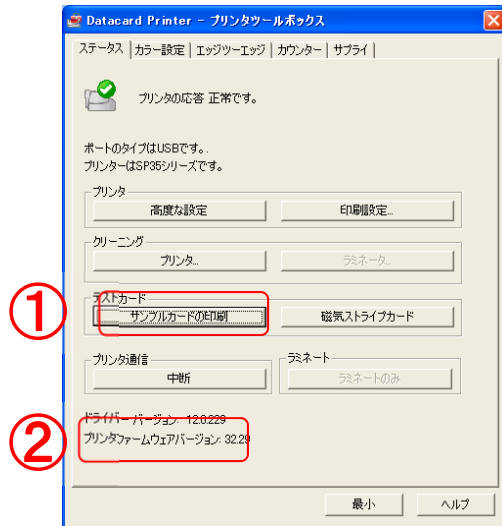 Datacard Printer - プリンタツールボックス
ステータス カラー設定 エッジツーエッジ カウンター サプライ
プリンタの応答 正常です。
ポートのタイプはUSBです。.
プリンターはSP35シリーズです。
プリンタ
高度な設定 印刷設定...
クリーニング
プリンタ... ラミネータ...
① テストカード
サンプルカードの印刷 磁気ストライプカード
プリンタ通信 ラミネート
中断 ラミネートのみ
ドライバー バージョン: 12.0.229
② プリンタファームウェアバージョン: 32.29
最小 ヘルプ